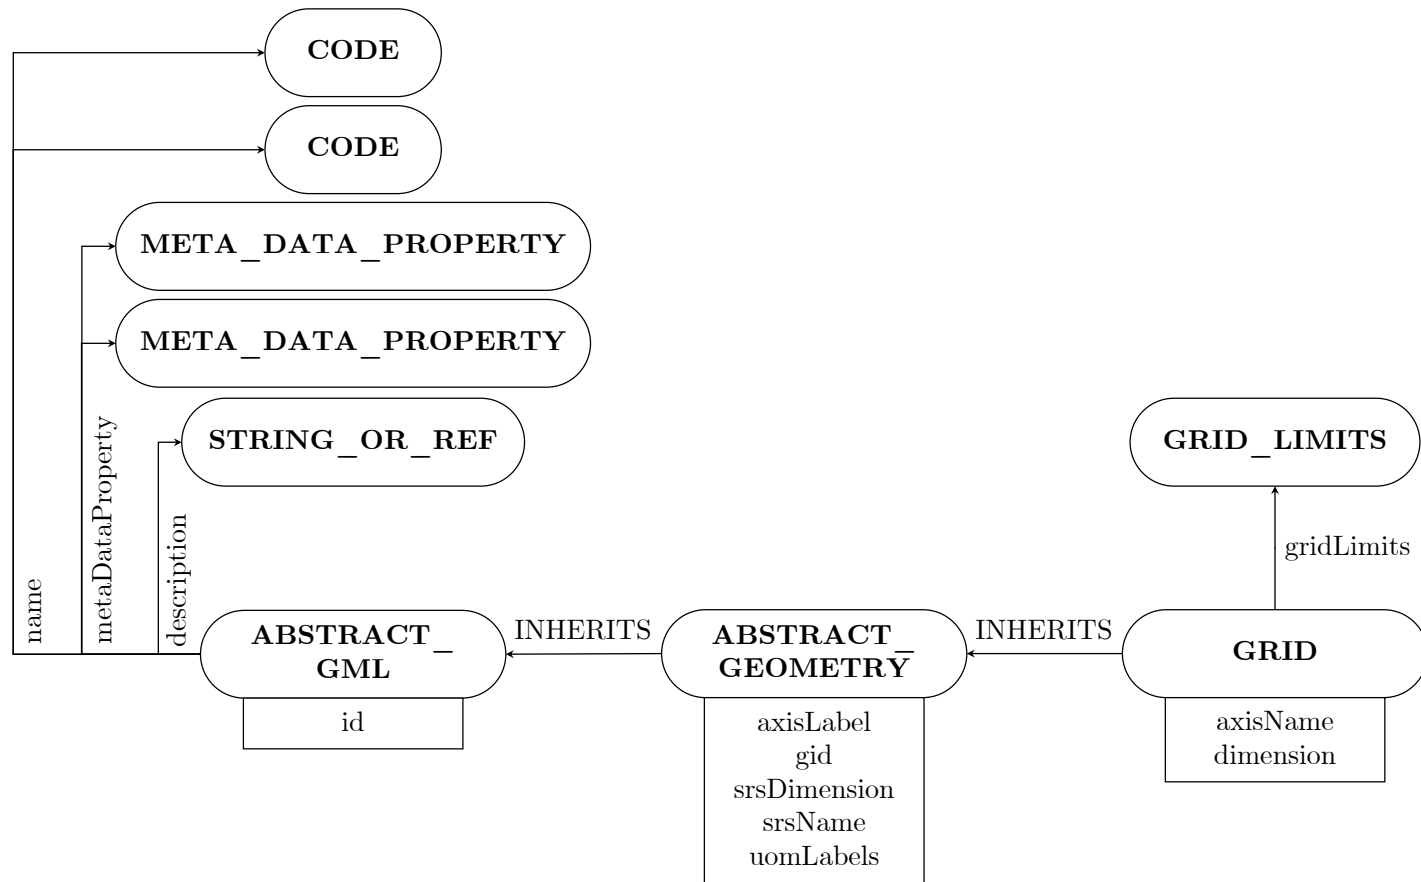 CODE
CODE
META_DATA_PROPERTY
META_DATA_PROPERTY
STRING_OR_REF
GRID_LIMITS
name
metaDataProperty
description
gridLimits
ABSTRACT_
GML
INHERITS
ABSTRACT_
GEOMETRY
INHERITS
GRID
id
axisLabel
gid
srsDimension
srsName
uomLabels
axisName
dimension